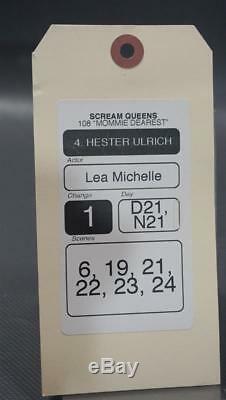 SCREAM QUEENS
108 "MOMMIE DEAREST"
4. HESTER ULRICH
Actor
Lea Michelle
Change
Day
1
D21,
N21
Scenes
6, 19, 21,
22, 23, 24
ebay